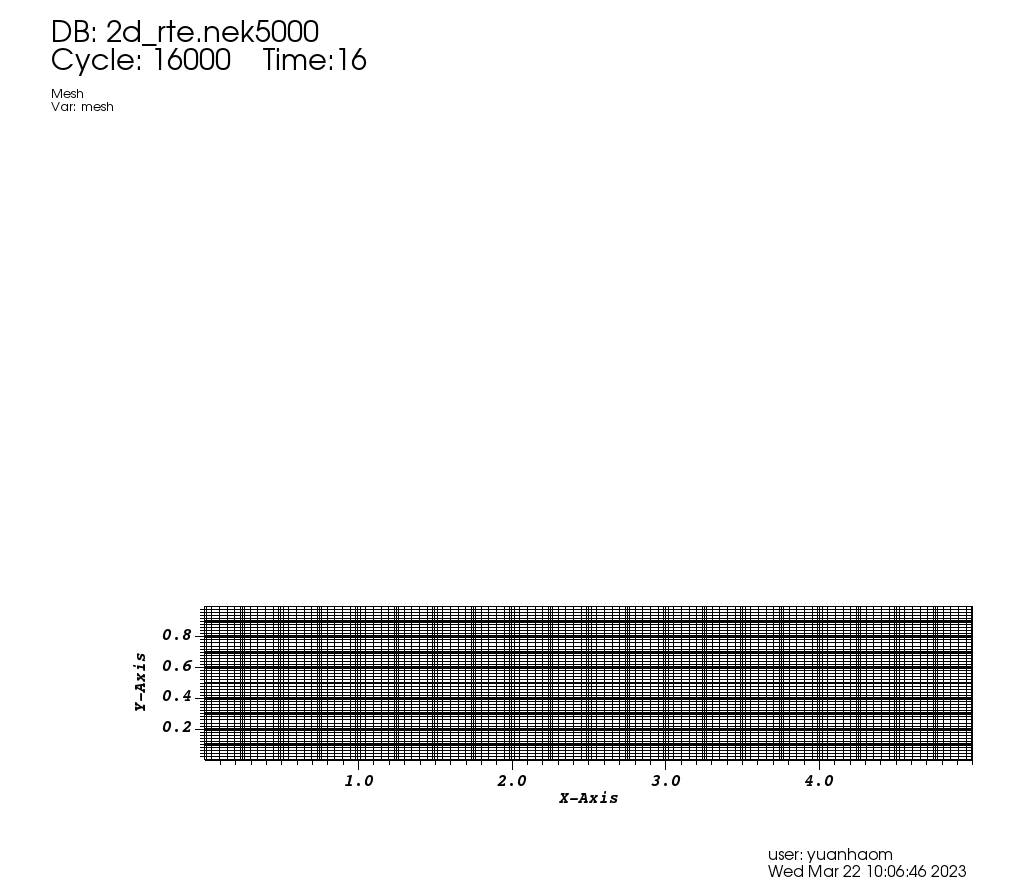 DB: 2d_rte.nek5000
Cycle: 16000 Time:16
Mesh
Var: mesh
0.8
0.6
0.4
0.2
Y-Axis
1.0 2.0 3.0 4.0
X-Axis
user: yuanhaom
Wed Mar 22 10:06:46 2023